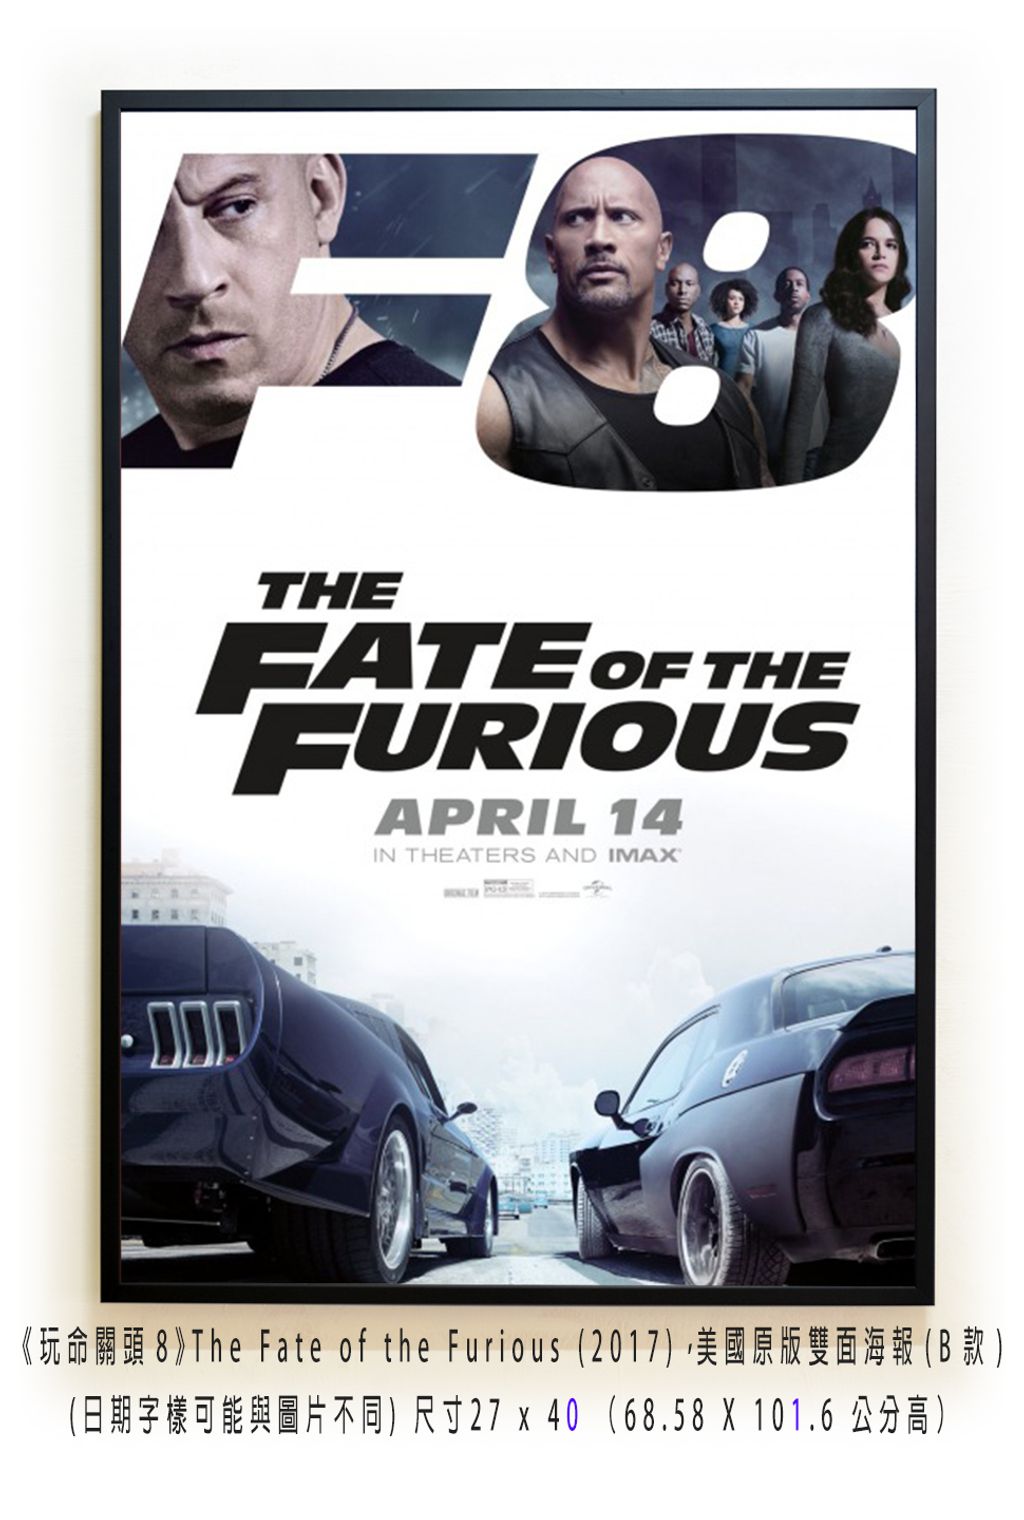 F8
THE
FATE OF THE
FURIOUS
APRIL 14
IN THEATERS AND IMAX
《玩命關頭8》The Fate of the Furious (2017),美國原版雙面海報(B款)
(日期字樣可能與圖片不同) 尺寸27 x 40 （68.58 X 101.6 公分高）